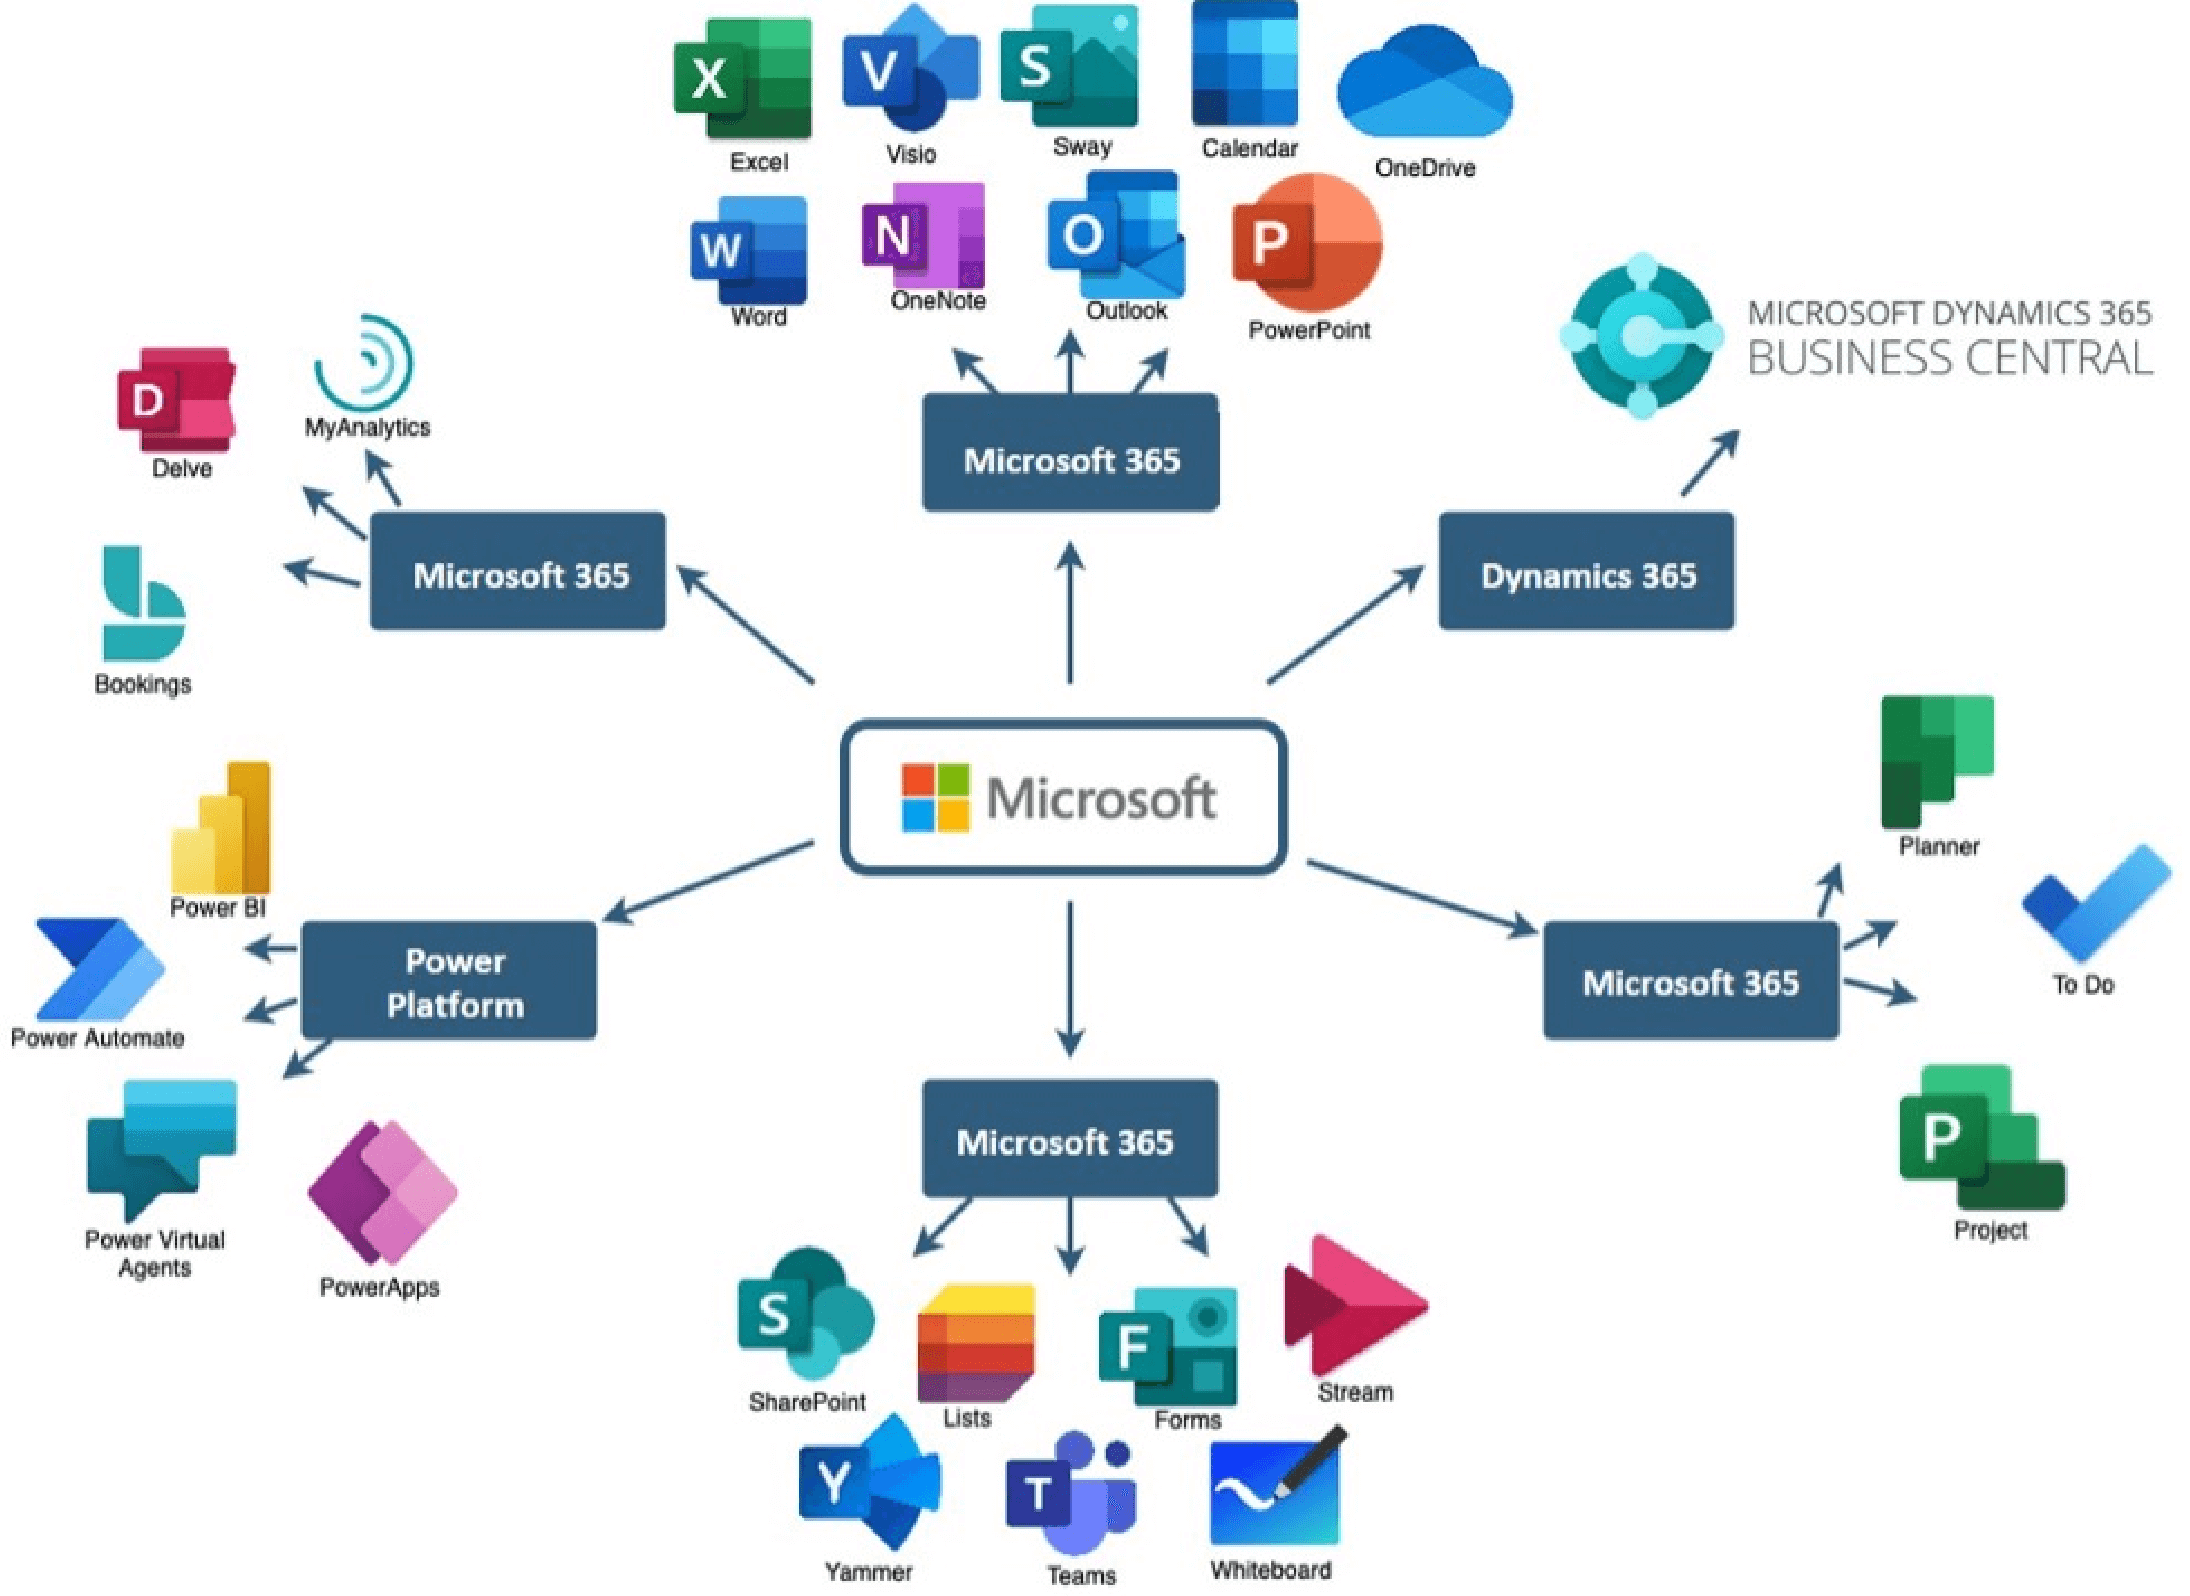 X
V
S
Excel
Visio
Sway
Calendar
OneDrive
W
N
O
P
Word
OneNote
Outlook
PowerPoint
MICROSOFT DYNAMICS 365
BUSINESS CENTRAL
D
Delve
MyAnalytics
Microsoft 365
Microsoft 365
Dynamics 365
Bookings
Microsoft
Planner
To Do
Power BI
Power Automate
Power
Platform
Microsoft 365
Power Virtual
Agents
PowerApps
Microsoft 365
P
Project
S
F
SharePoint
Lists
Forms
Stream
Y
T
Yammer
Teams
Whiteboard